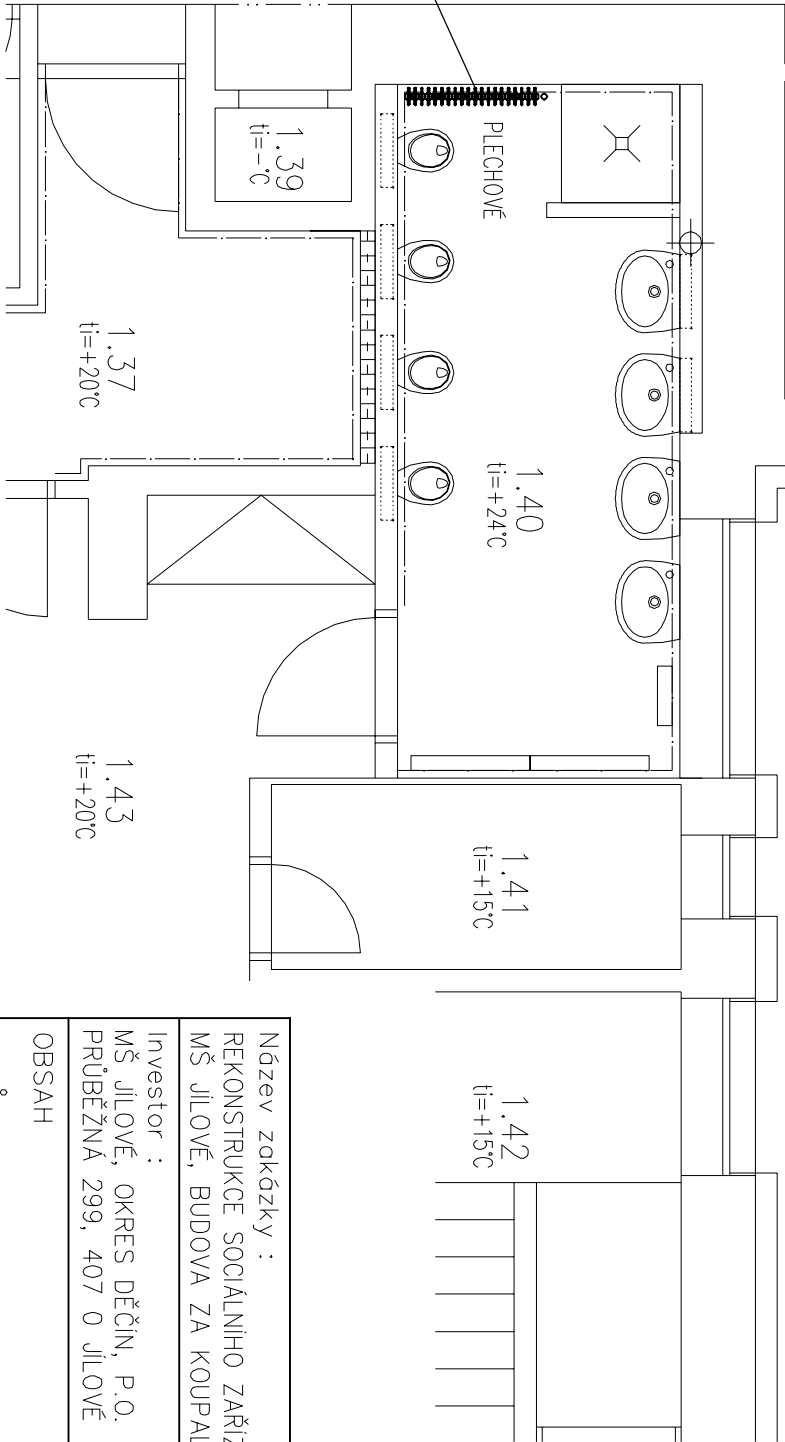 PLECHOVÉ
1.39
ti=-°C
1.37
ti=+20°C
1.40
ti=+24°C
1.43
ti=+20°C
1.41
ti=+15°C
1.42
ti=+15°C
Název zakázky :
REKONSTRUKCE SOCIÁLNÍHO
MŠ JÍLOVÉ, BUDOVA ZA
Investor :
MŠ JÍLOVÉ, OKRES DĚČÍN, P.O.
PRŮBĚŽNÁ 299, 407 0 JÍLOVÉ
OBSAH